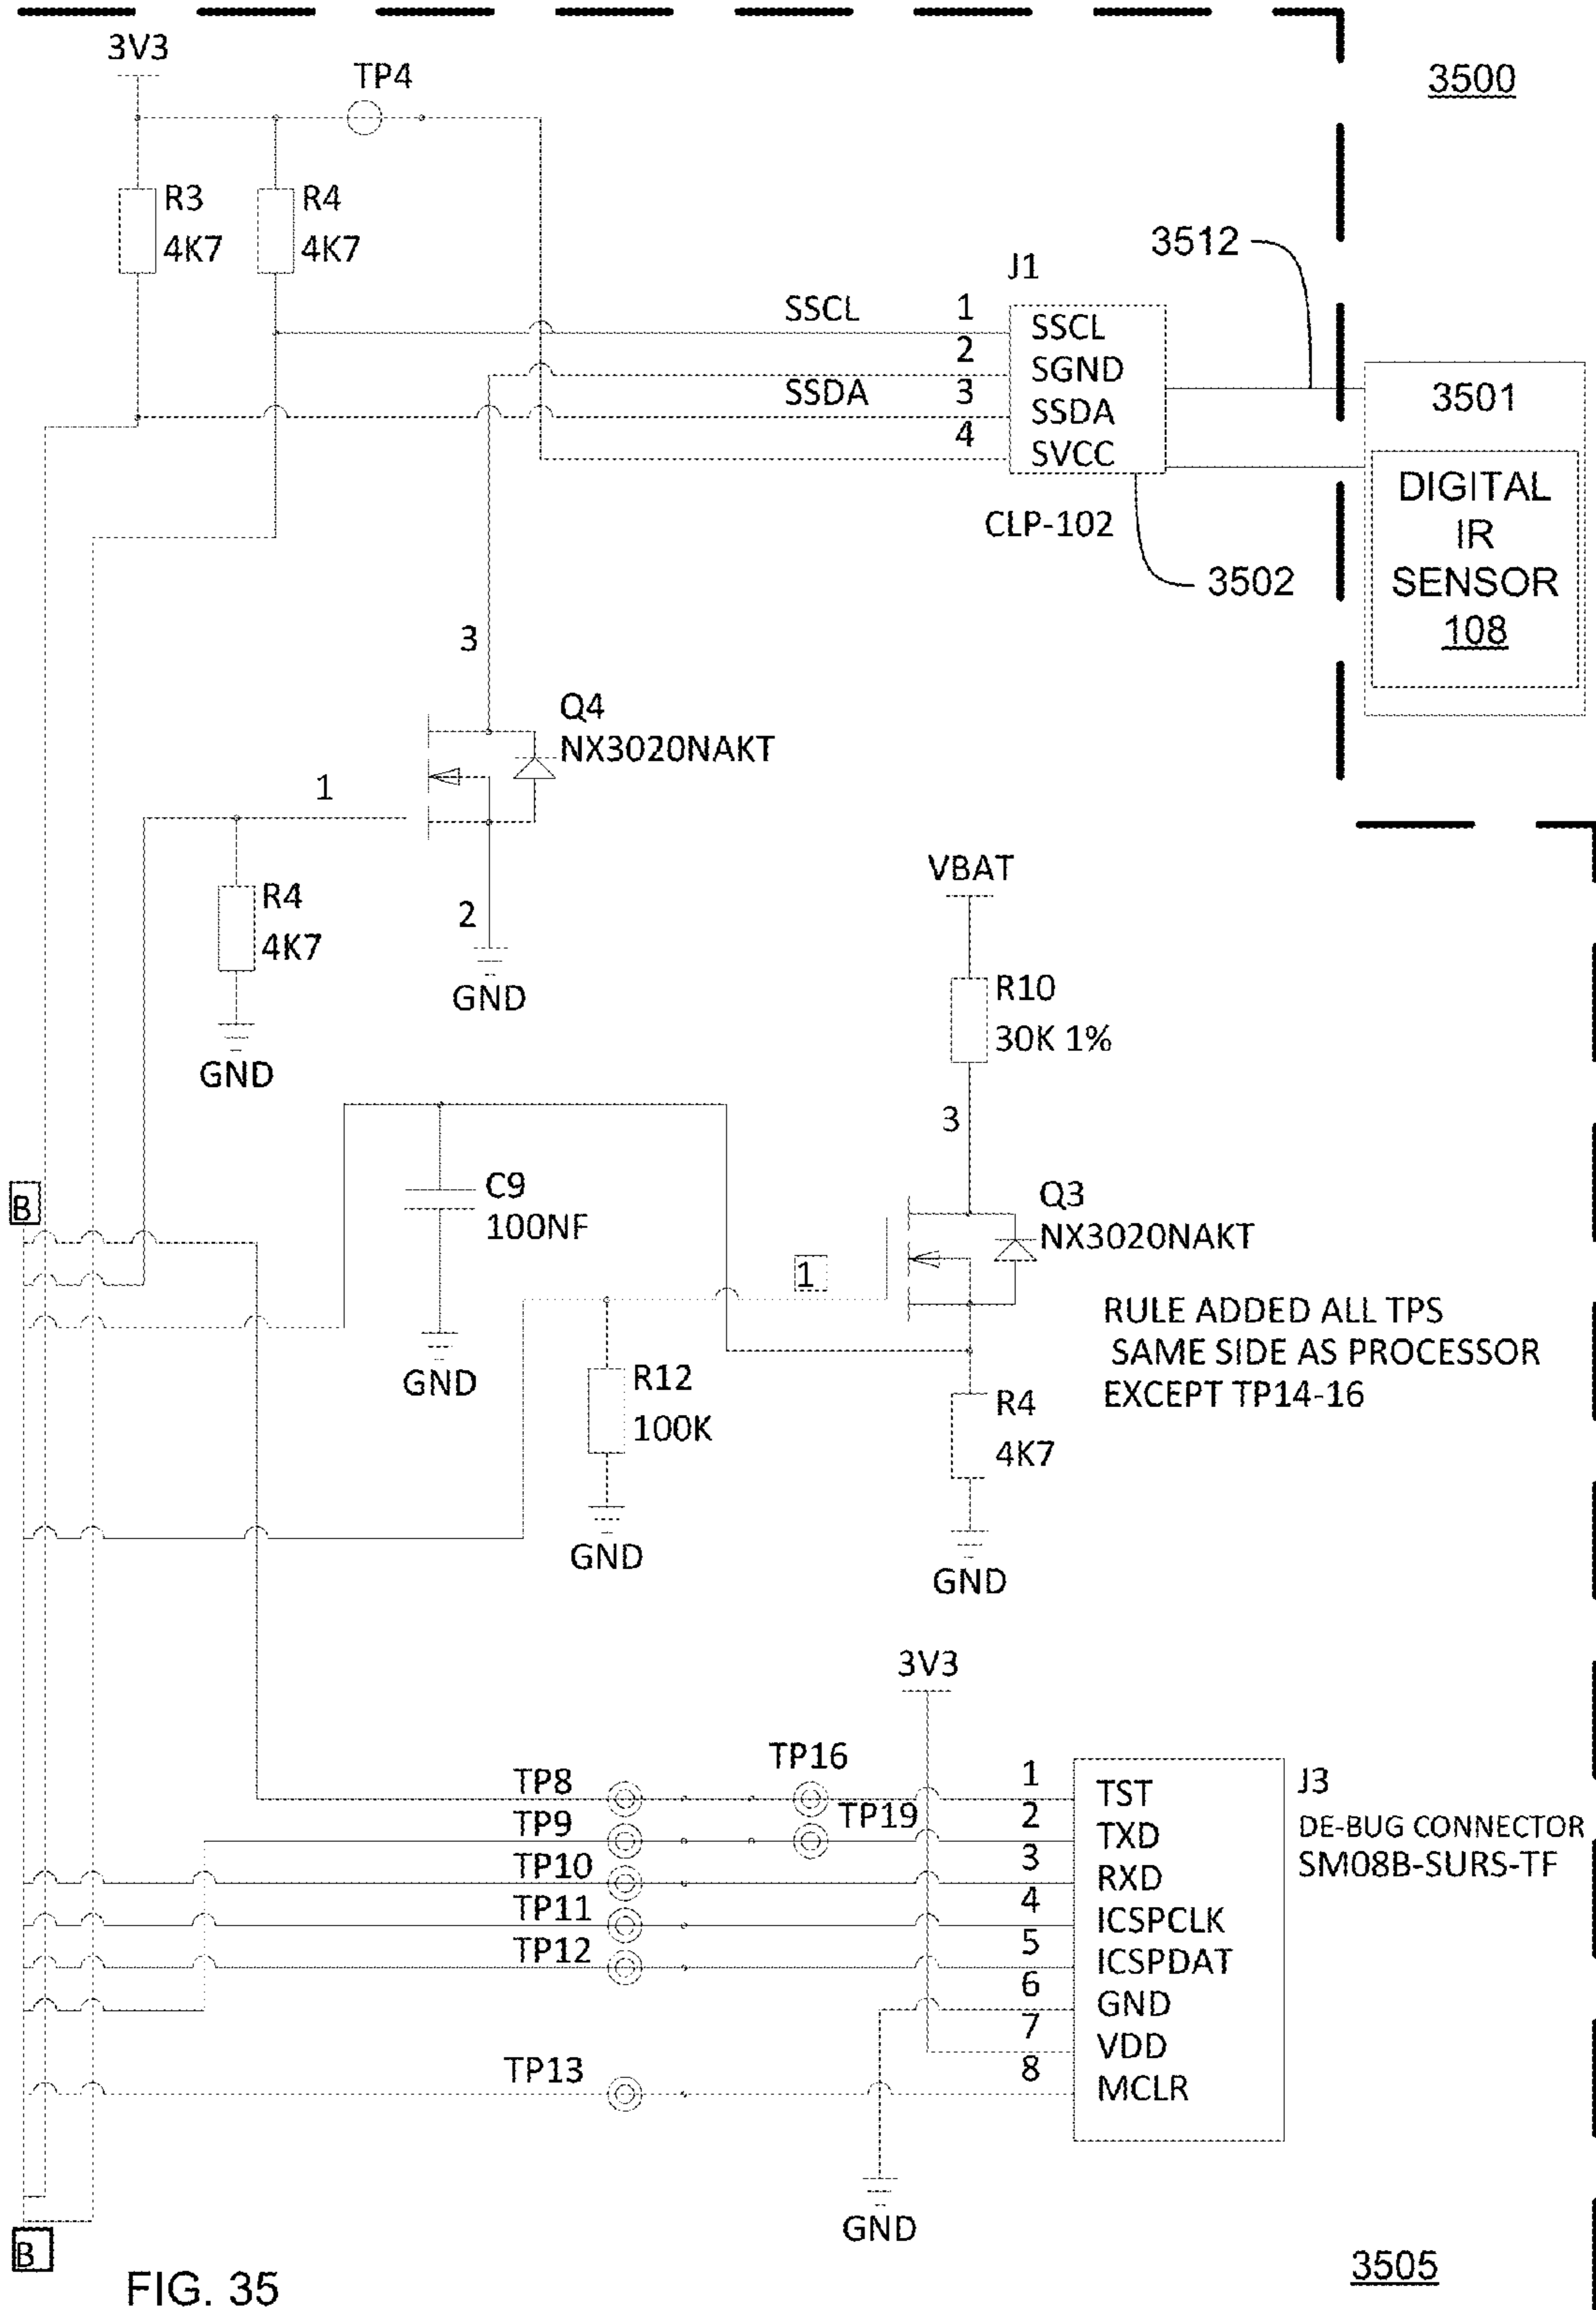 3V3
TP4
3500
R3
4K7
R4
4K7
3512
J1
SSCL
1
SSCL
2
SGND
SSDA
3
SSDA
4
SVCC
3501
DIGITAL
IR
SENSOR
108
CLP-102
3502
3
Q4
NX3020NAKT
1
R4
4K7
2
GND
GND
VBAT
R10
30K 1%
3
B
C9
100NF
Q3
NX3020NAKT
1
GND
RULE ADDED ALL TPS
SAME SIDE AS PROCESSOR
EXCEPT TP14-16
R12
100K
R4
4K7
GND
GND
3V3
TP8
TP16
1
TST
J3
TP9
TP19
2
TXD
DE-BUG CONNECTOR
TP10
3
RXD
SM08B-SURS-TF
TP11
4
ICSPCLK
TP12
5
ICSPDAT
6
GND
7
VDD
TP13
8
MCLR
GND
B
FIG. 35
3505